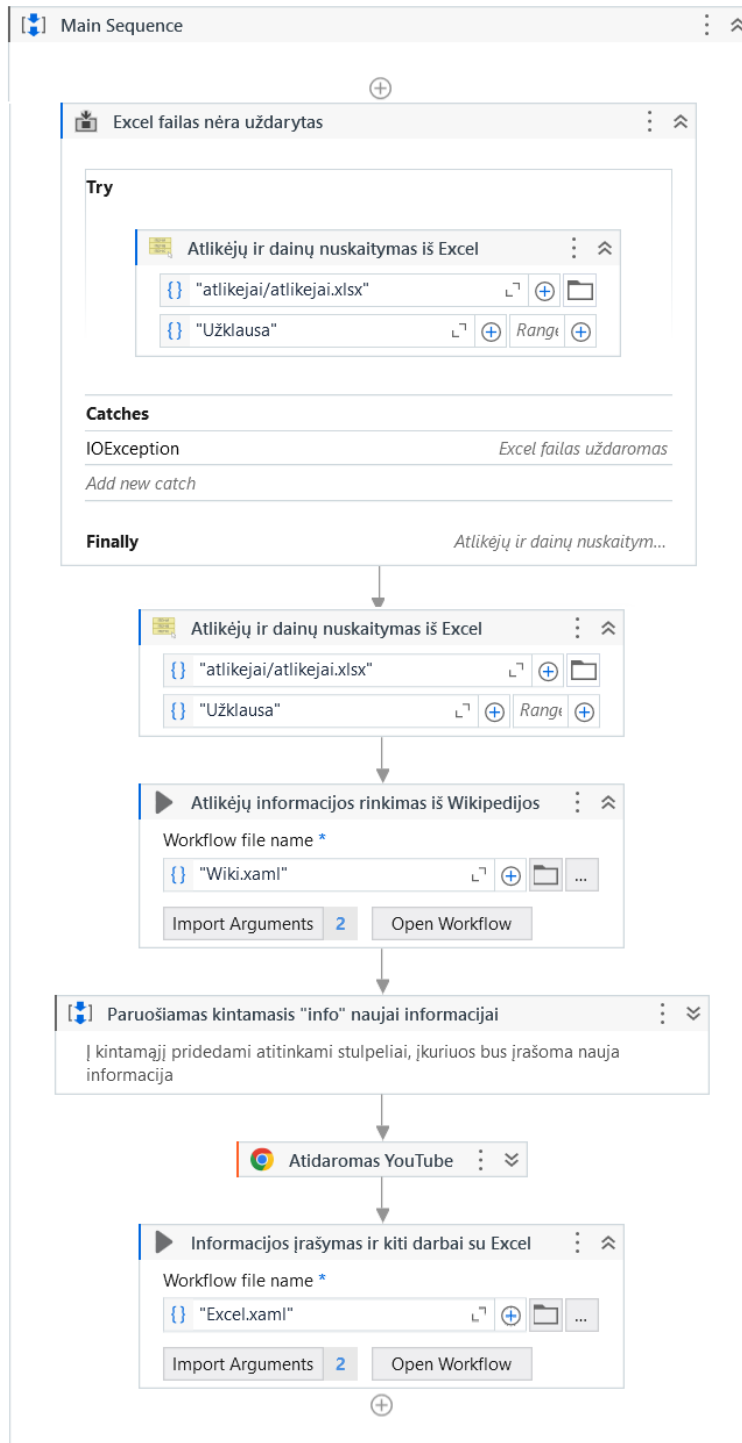 Main Sequence
Excel failas nėra uždarytas
Try
Atlikėjų ir dainų nuskaitymas iš Excel
{ } "atlikejai/atlikejai.xlsx"
{ } "Užklausa" Range
Catches
IOException Excel failas uždaromas
Add new catch
Finally Atlikėjų ir dainų nuskaitym...
Atlikėjų ir dainų nuskaitymas iš Excel
{ } "atlikejai/atlikejai.xlsx"
{ } "Užklausa" Range
Atlikėjų informacijos rinkimas iš Wikipedijos
Workflow file name *
{ } "Wiki.xaml" ...
Import Arguments 2 Open Workflow
Paruošiamas kintamasis "info" naujai informacijai
Į kintamąjį pridedami atitinkami stulpeliai, įkuriuos bus įrašoma nauja
informacija
Atidaromas YouTube
Informacijos įrašymas ir kiti darbai su Excel
Workflow file name *
{ } "Excel.xaml" ...
Import Arguments 2 Open Workflow